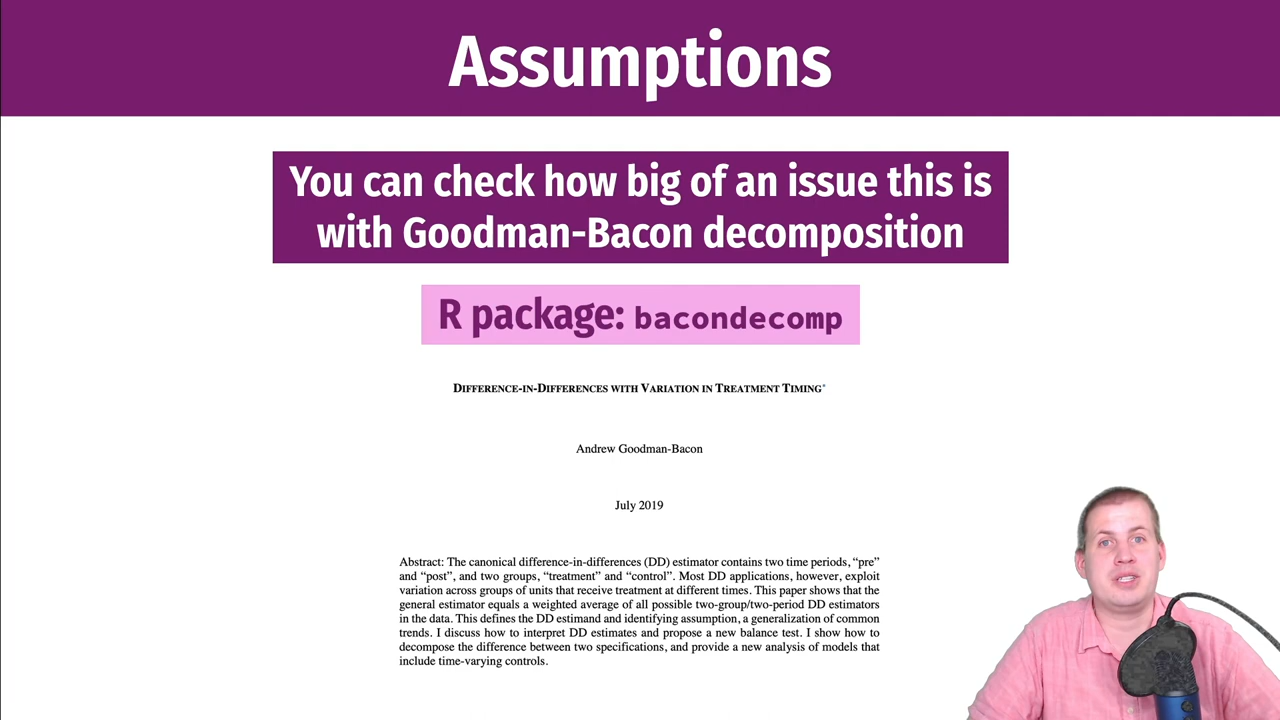 Assumptions
You can check how big of an issue this is
with Goodman-Bacon decomposition
R package: bacondecomp
DIFFERENCE-IN-DIFFERENCES WITH VARIATION IN TREATMENT TIMING*
Andrew Goodman-Bacon
July 2019
Abstract: The canonical difference-in-differences (DD) estimator contains two time periods, “pre”
and “post”, and two groups, “treatment” and “control”. Most DD applications, however, exploit
variation across groups of units that receive treatment at different times. This paper shows that the
general estimator equals a weighted average of all possible two-group/two-period DD estimators
in the data. This defines the DD estimand and identifying assumption, a generalization of common
trends. I discuss how to interpret DD estimates and propose a new balance test. I show how to
decompose the difference between two specifications, and provide a new analysis of models that
include time-varying controls.